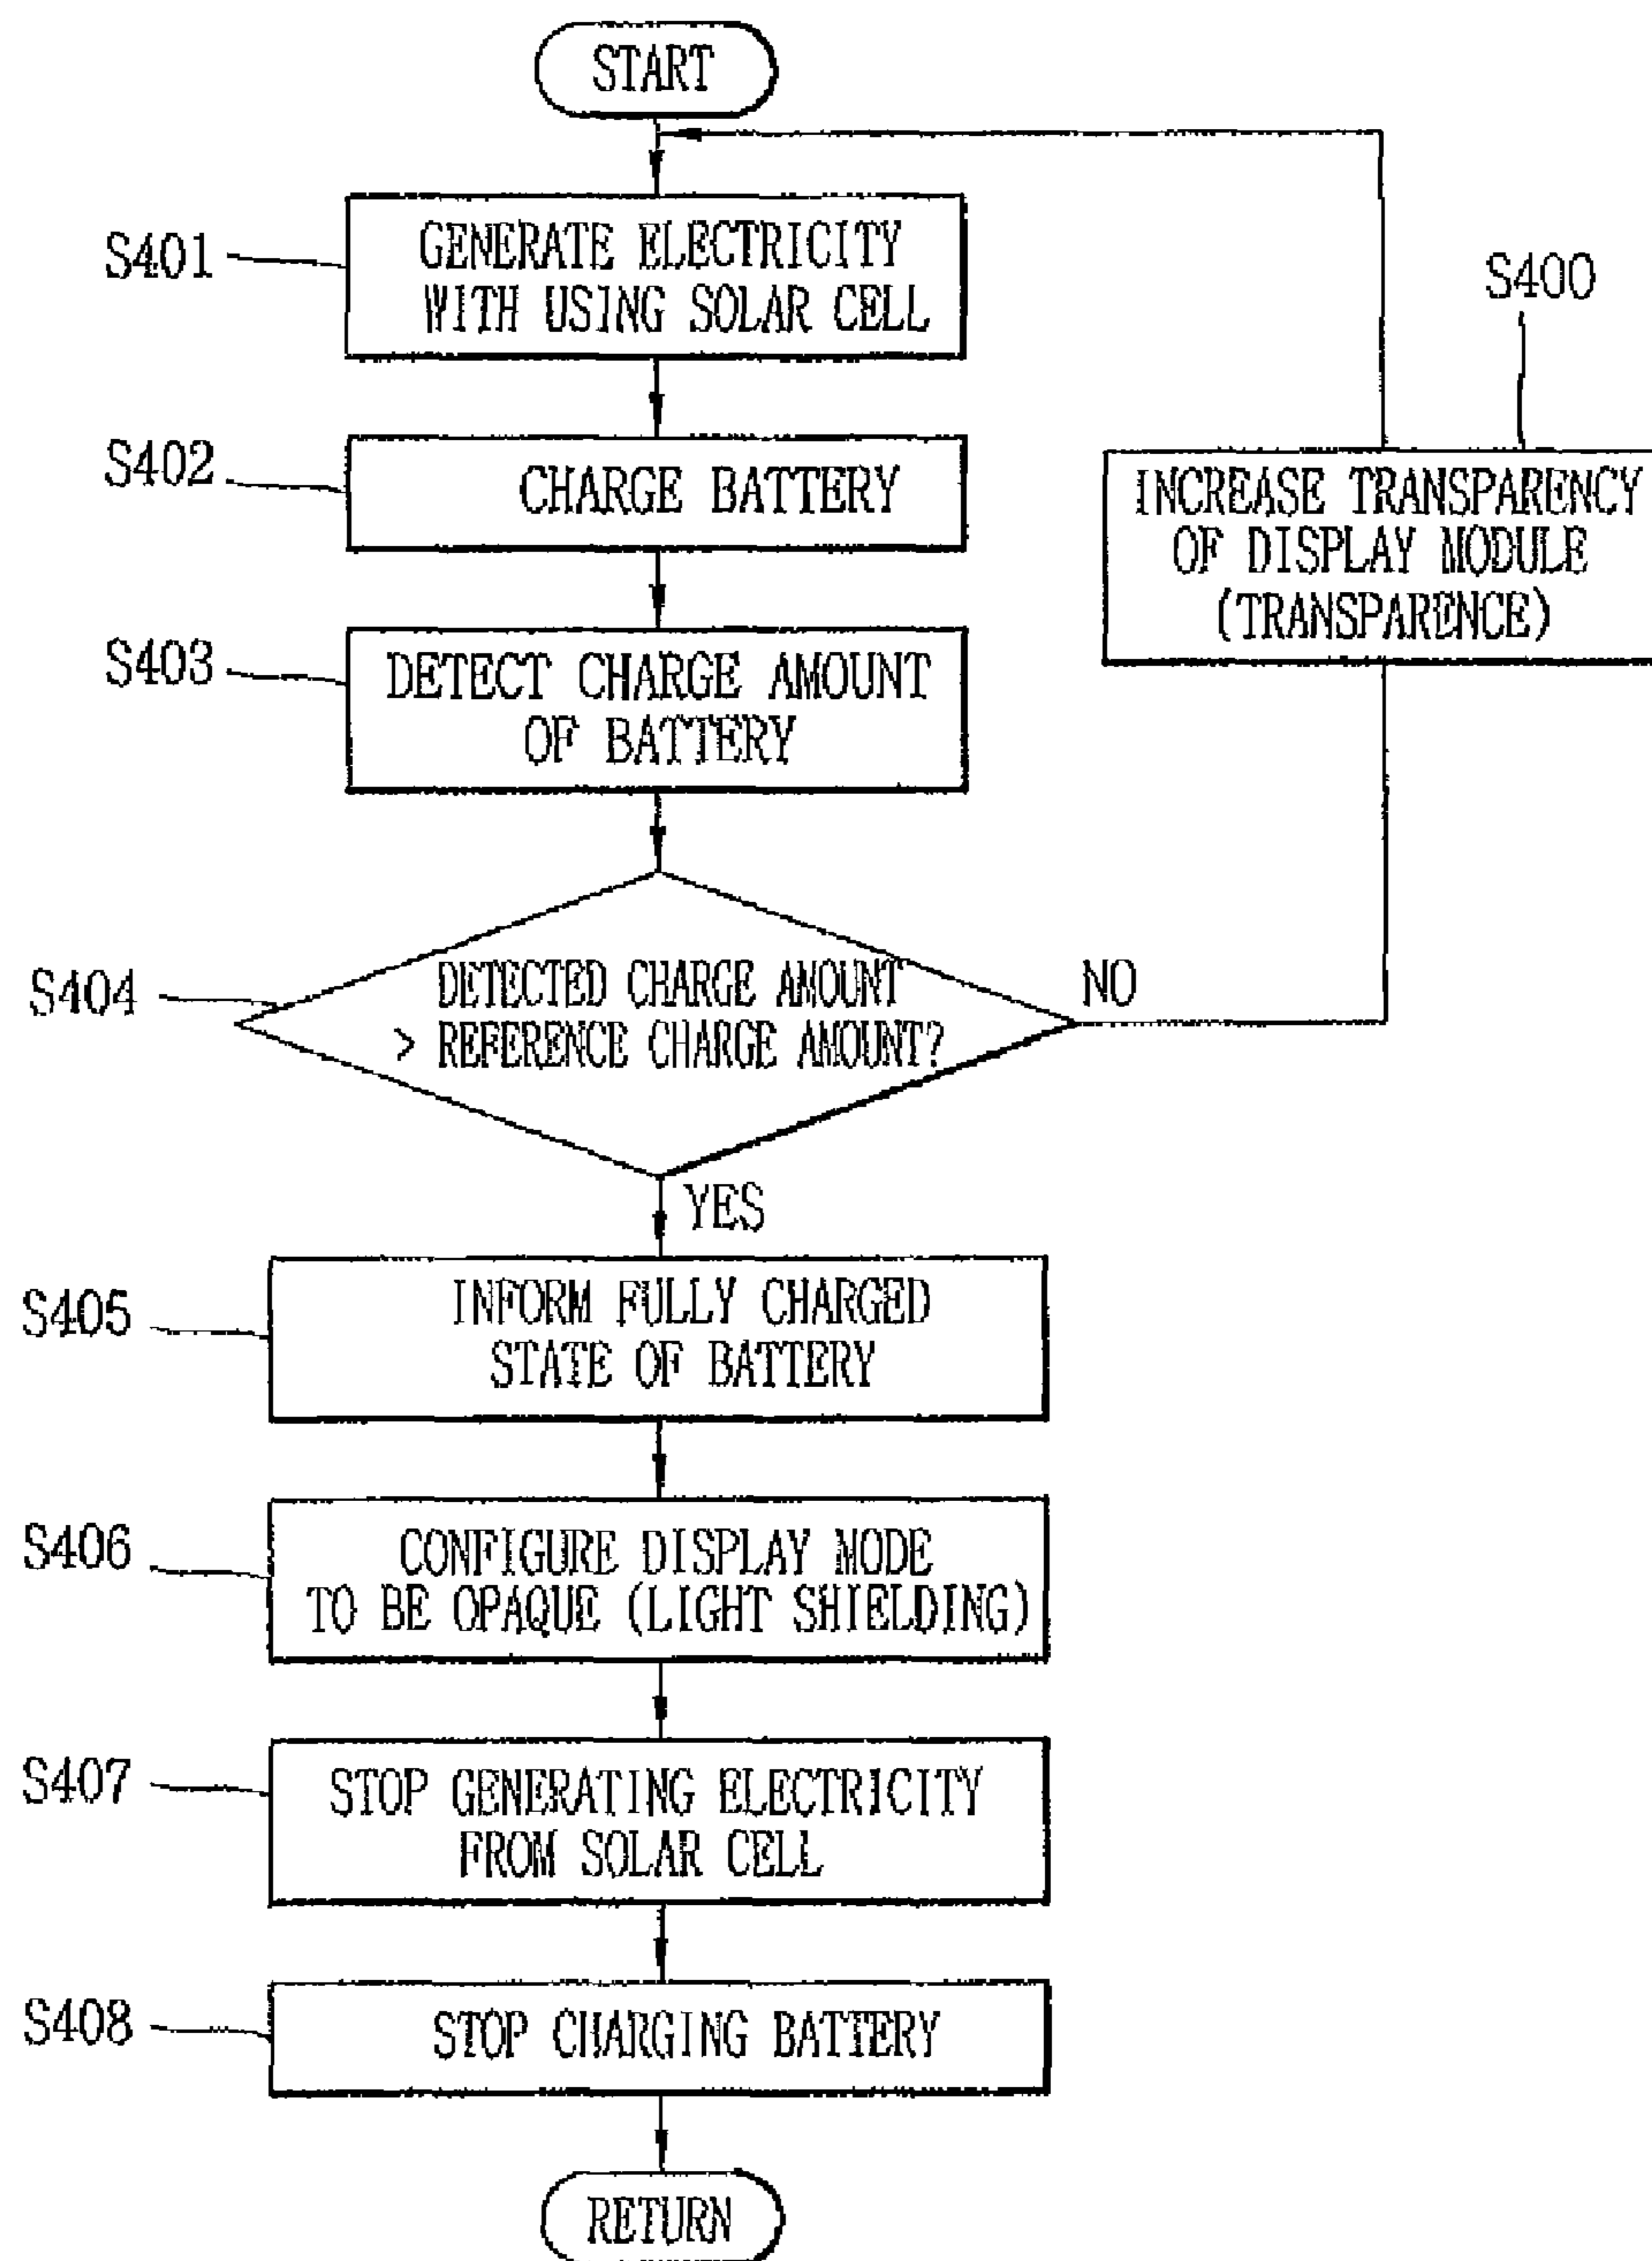 START
S401
GENERATE ELECTRICITY
WITH USING SOLAR CELL
S400
INCREASE TRANSPARENCY
OF DISPLAY MODULE
(TRANSPARENCE)
S402
CHARGE BATTERY
S403
DETECT CHARGE AMOUNT
OF BATTERY
S404
DETECTED CHARGE AMOUNT
> REFERENCE CHARGE AMOUNT?
NO
YES
S405
INFORM FULLY CHARGED
STATE OF BATTERY
S406
CONFIGURE DISPLAY MODE
TO BE OPAQUE (LIGHT SHIELDING)
S407
STOP GENERATING ELECTRICITY
FROM SOLAR CELL
S408
STOP CHARGING BATTERY
RETURN